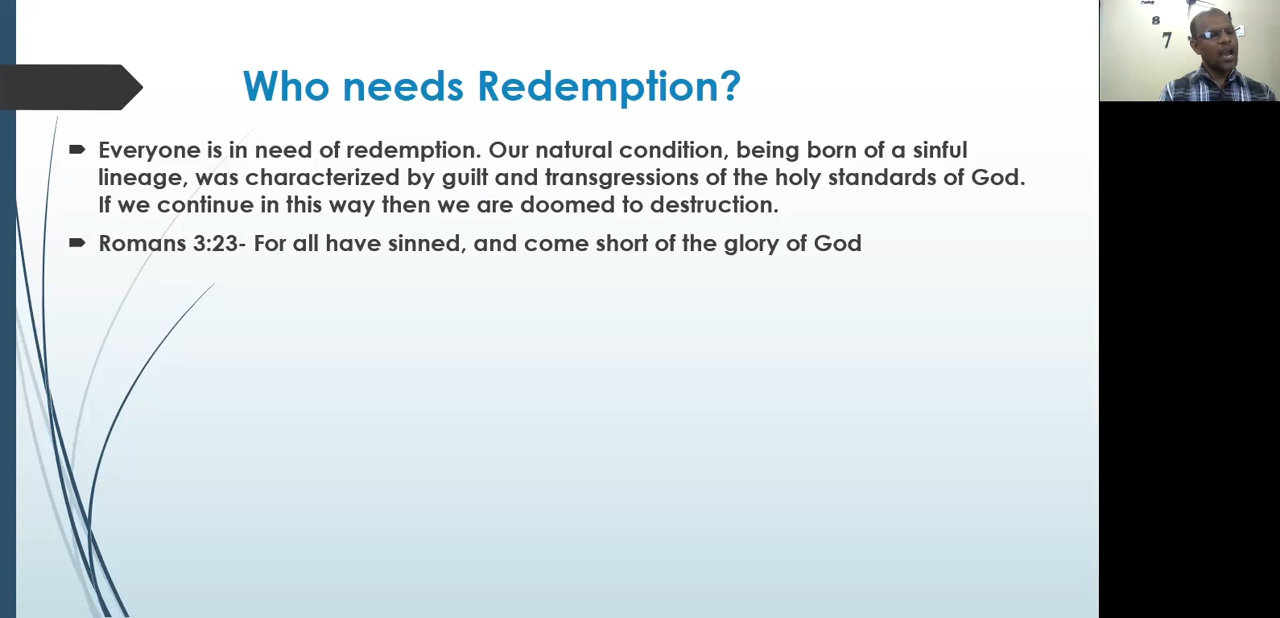 Who needs Redemption?
Everyone is in need of redemption. Our natural condition, being born of a sinful
lineage, was characterized by guilt and transgressions of the holy standards of God.
If we continue in this way then we are doomed to destruction.
Romans 3:23- For all have sinned, and come short of the glory of God
8
7